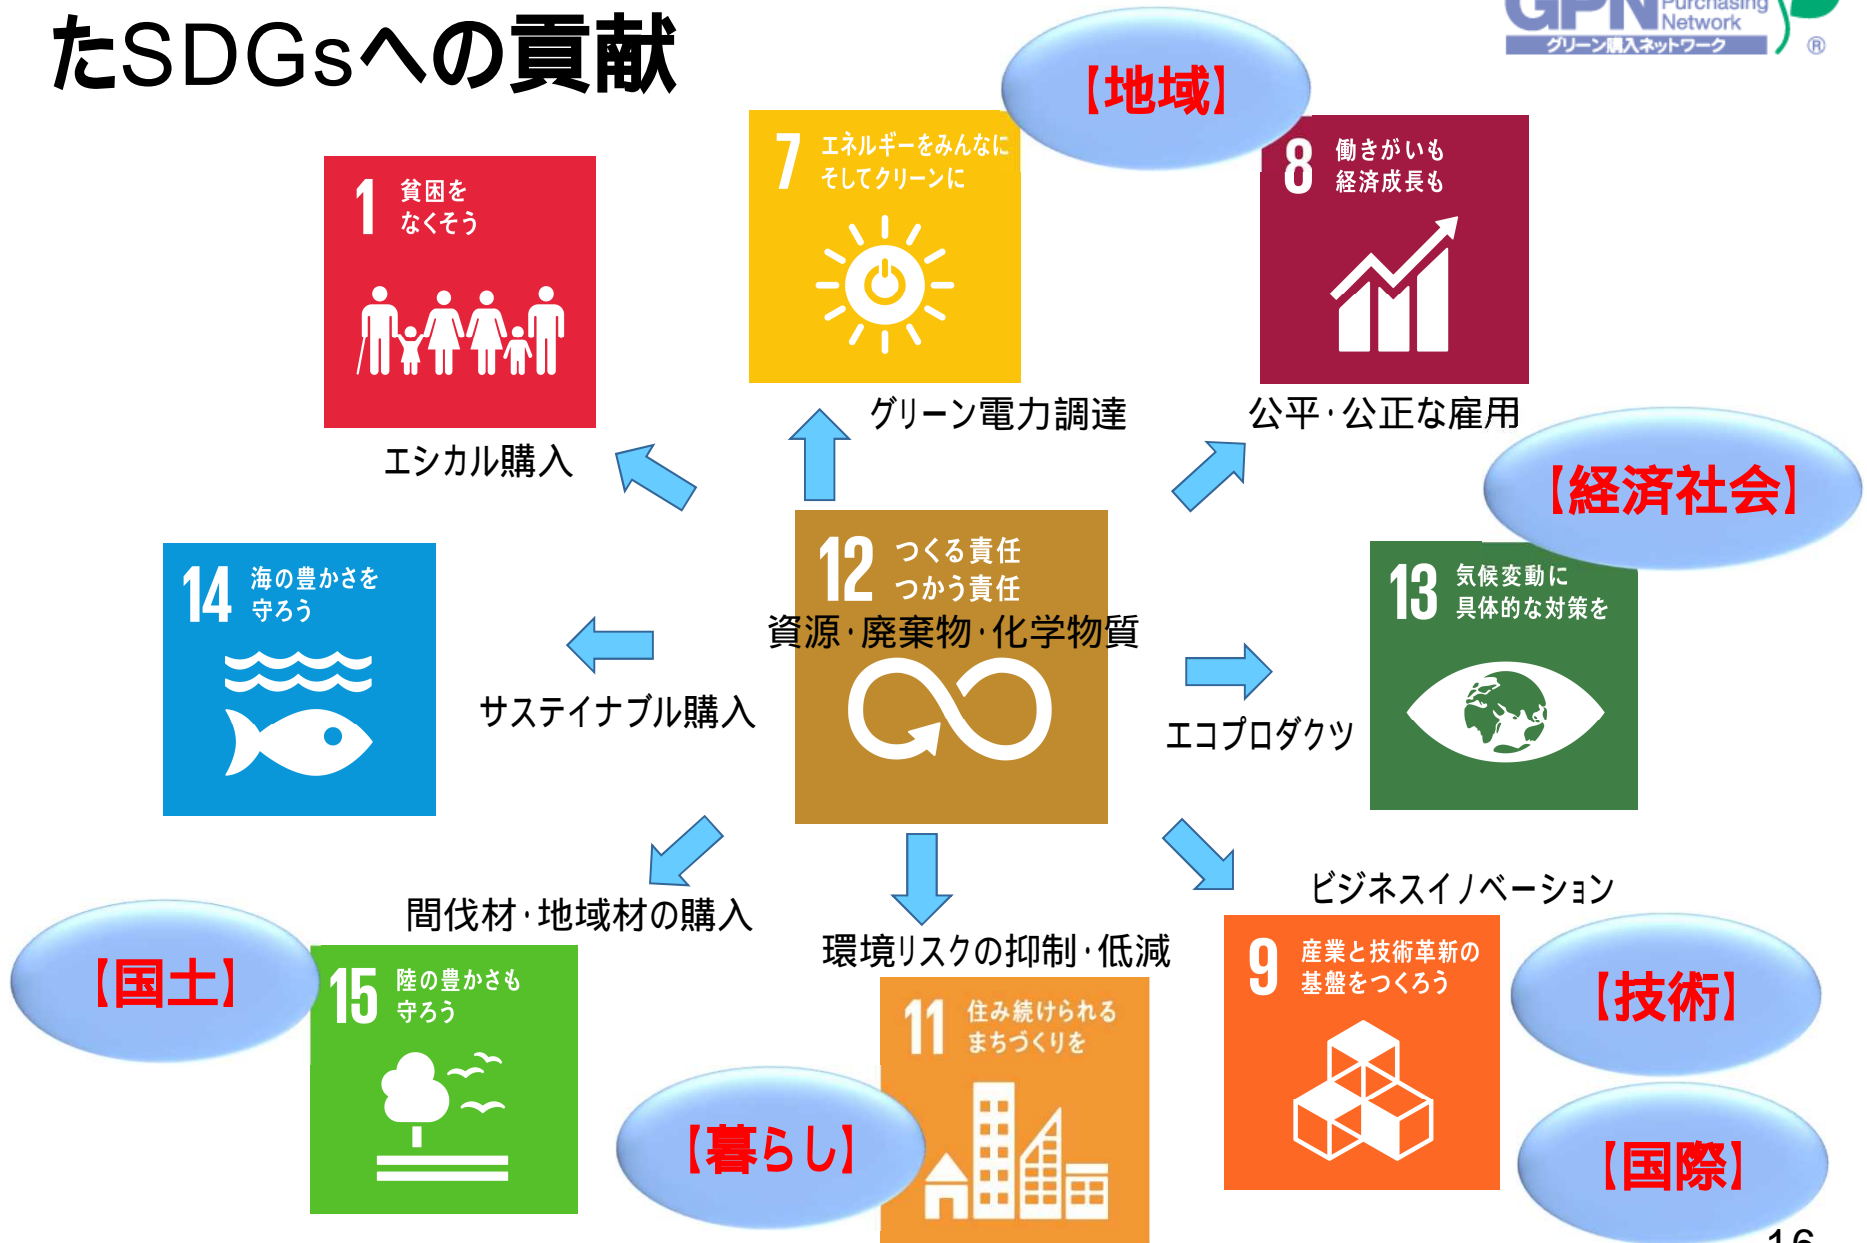 たSDGsへの貢献
GPN
Purchasing
Network
グリーン購入ネットワーク
®
【地域】
1
貧困を
なくそう
7
エネルギーをみんなに
そしてクリーンに
8
働きがいも
経済成長も
エシカル購入
グリーン電力調達
公平・公正な雇用
【経済社会】
14
海の豊かさを
守ろう
12
つくる責任
つかう責任
資源・廃棄物・化学物質
13
気候変動に
具体的な対策を
サステイナブル購入
エコプロダクツ
間伐材・地域材の購入
環境リスクの抑制・低減
ビジネスイノベーション
【国土】
15
陸の豊かさも
守ろう
【暮らし】
11
住み続けられる
まちづくりを
9
産業と技術革新の
基盤をつくろう
【技術】
【国際】
16